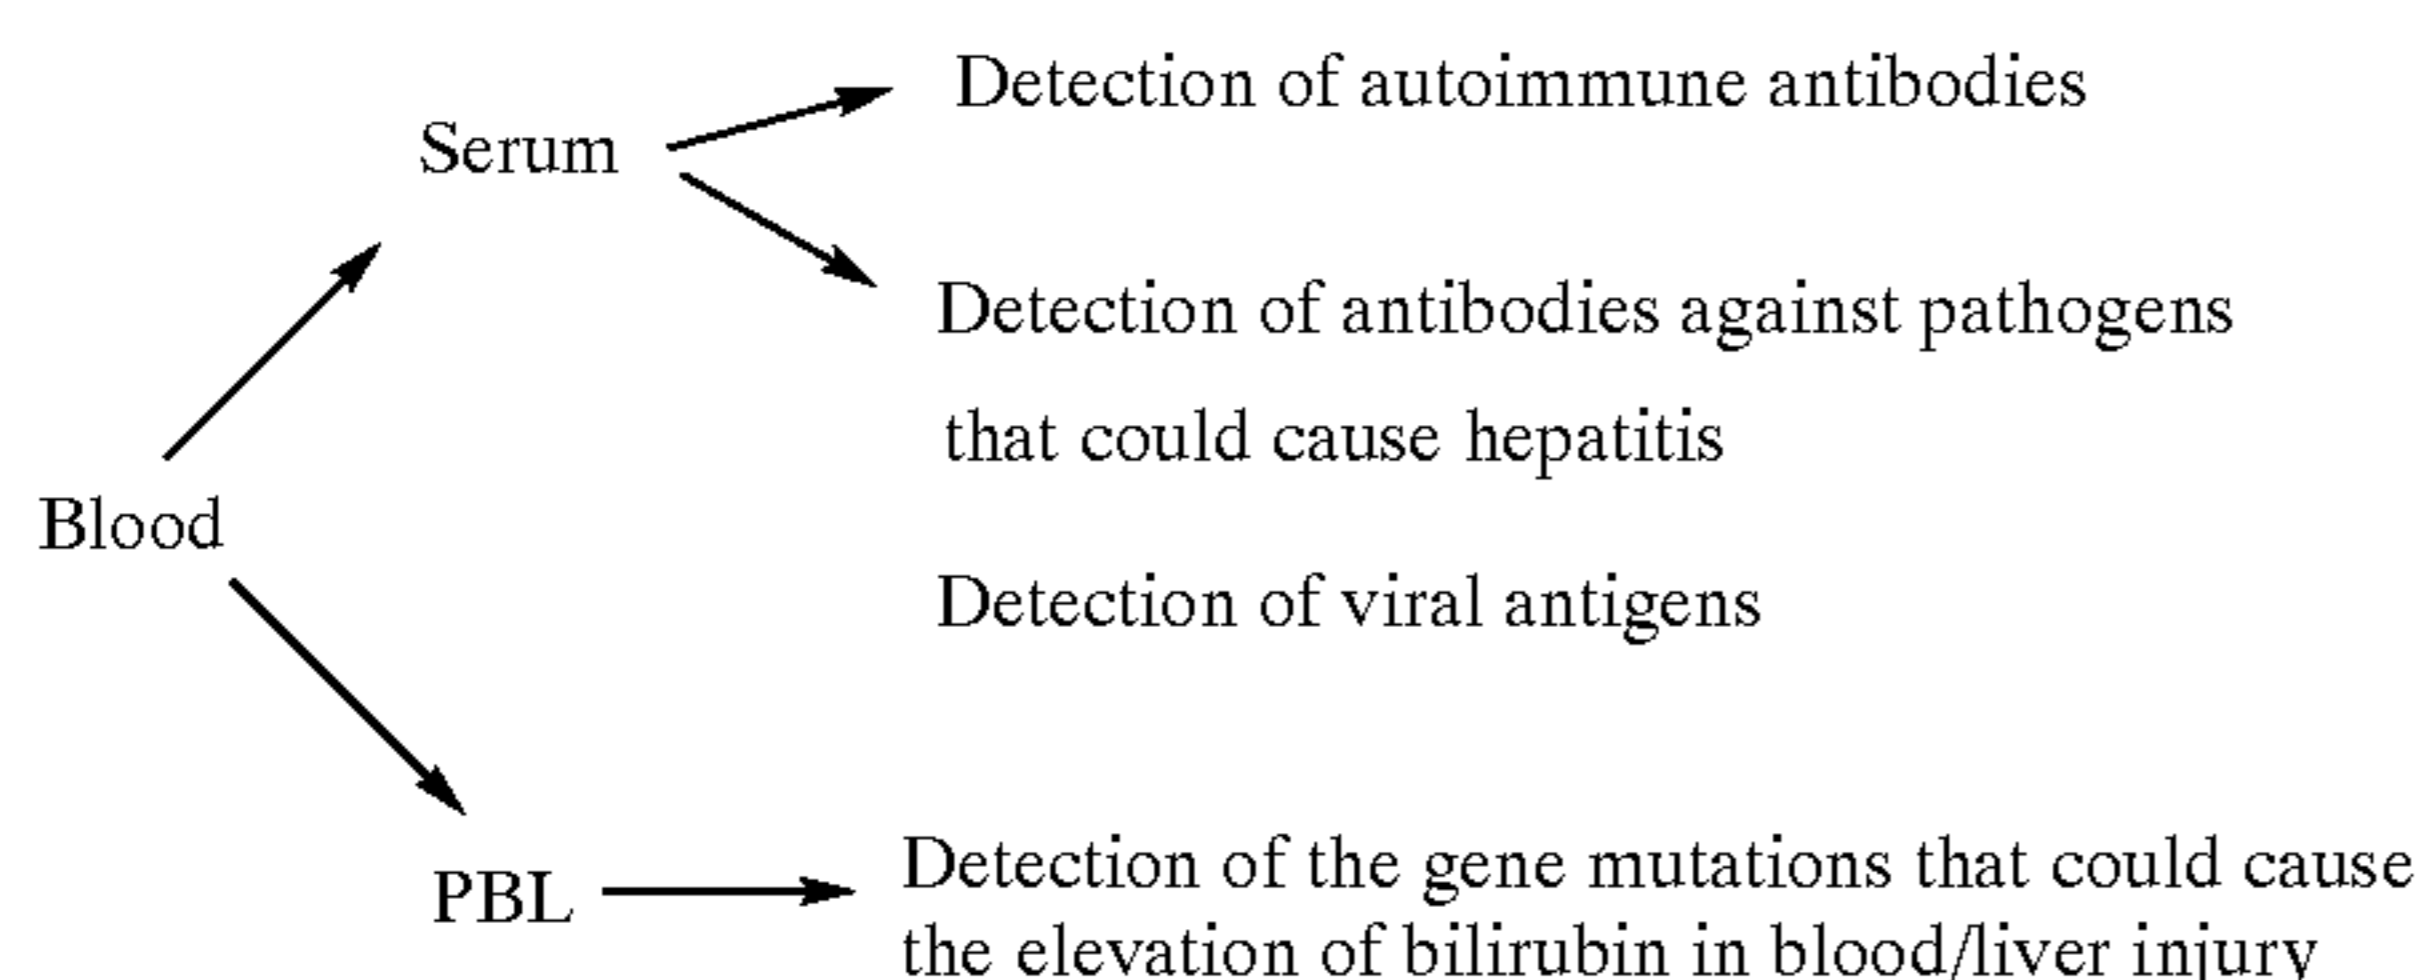 Detection of autoimmune antibodies
Serum
Detection of antibodies against pathogens
that could cause hepatitis
Blood
Detection of viral antigens
PBL
Detection of the gene mutations that could cause
the elevation of bilirubin in blood/liver injury